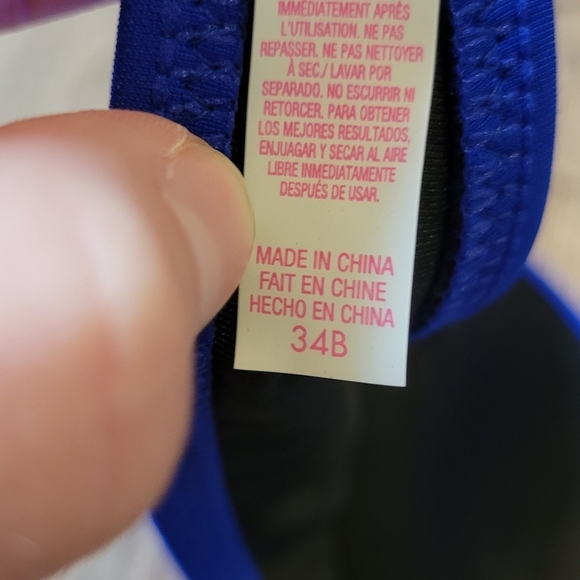 IMMÉDIATEMENT APRÈS
L'UTILISATION. NE PAS
REPASSER. NE PAS NETTOYER
À SEC./ LAVAR POR
SEPARADO. NO ESCURRIR NI
RETORCER. PARA OBTENER
LOS MEJORES RESULTADOS,
ENJUAGAR Y SECAR AL AIRE
LIBRE INMEDIATAMENTE
DESPUÉS DE USAR.
MADE IN CHINA
FAIT EN CHINE
HECHO EN CHINA
34B